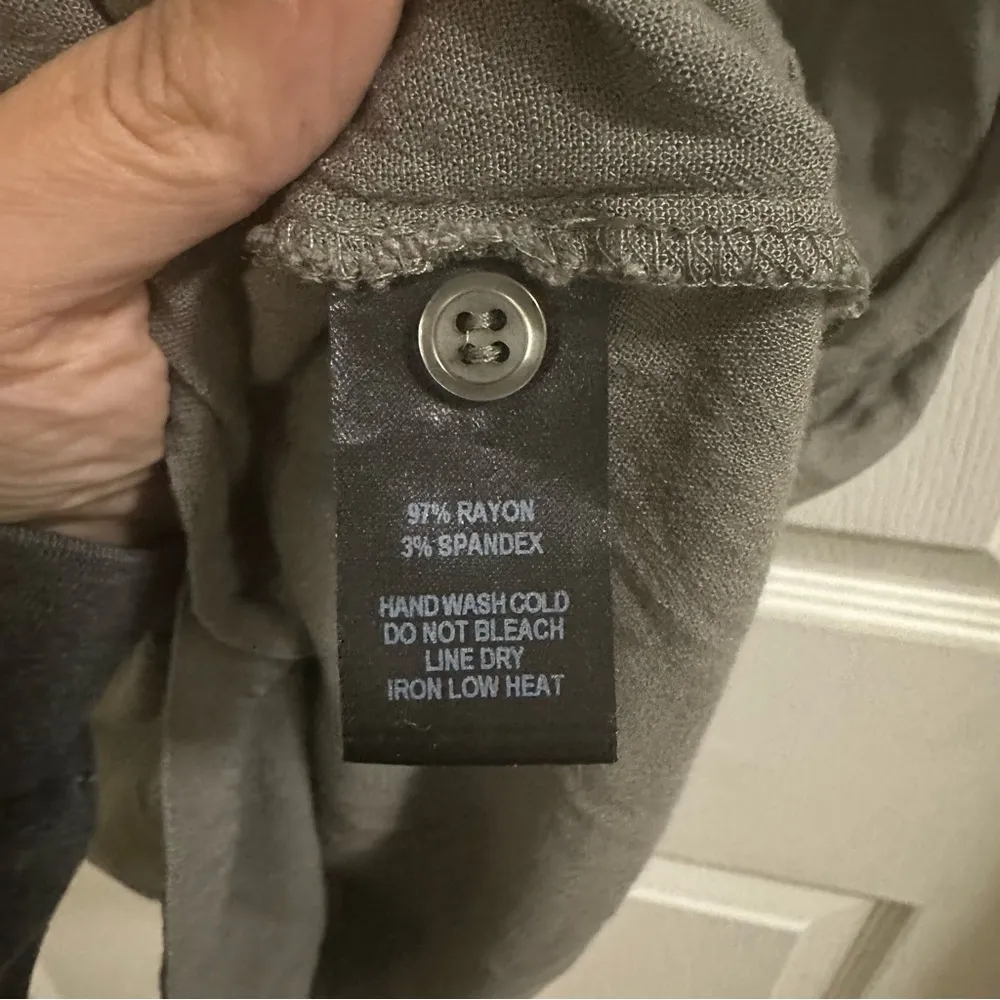 97% RAYON
3% SPANDEX
HAND WASH COLD
DO NOT BLEACH
LINE DRY
IRON LOW HEAT